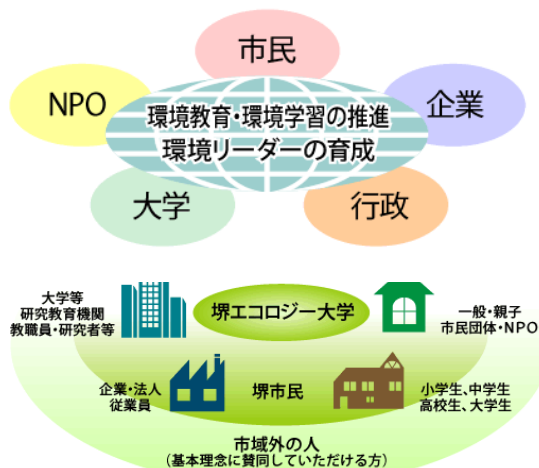 市民
NPO
企業
環境教育・環境学習の推進
環境リーダーの育成
大学
行政
大学等
研究教育機関
教職員・研究者等
堺エコロジー大学
一般・親子
市民団体・NPO
企業・法人
従業員
堺市民
小学生、中学生
高校生、大学生
市域外の人
(基本理念に賛同していただける方)